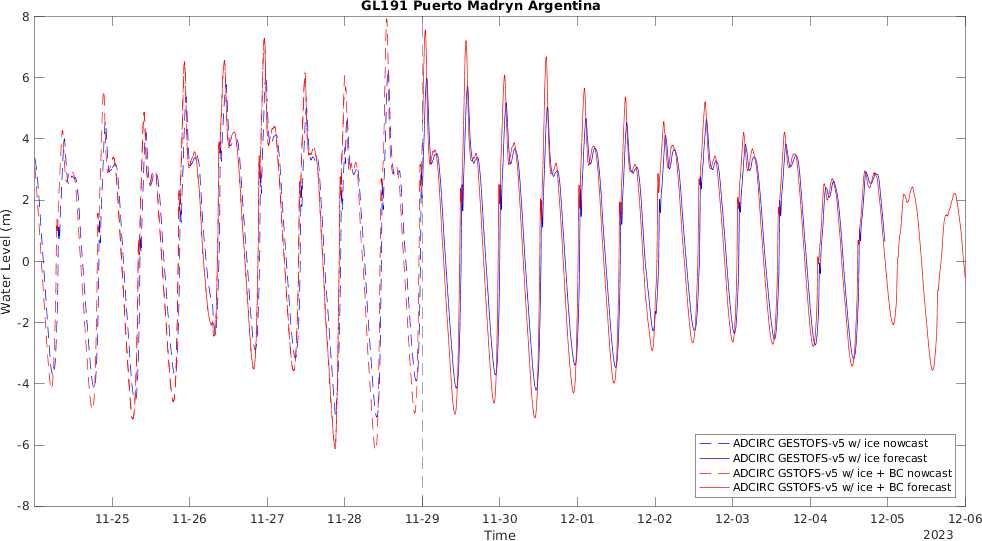 GL191 Puerto Madryn Argentina
8
6
4
2
0
-2
-4
-6
-8
Water Level (m)
ADCIRC GESTOFS-v5 w/ ice nowcast
ADCIRC GESTOFS-v5 w/ ice forecast
ADCIRC GSTOFS-v5 w/ ice + BC nowcast
ADCIRC GSTOFS-v5 w/ ice + BC forecast
11-25 11-26 11-27 11-28 11-29 11-30 12-01 12-02 12-03 12-04 12-05 12-06
Time 2023